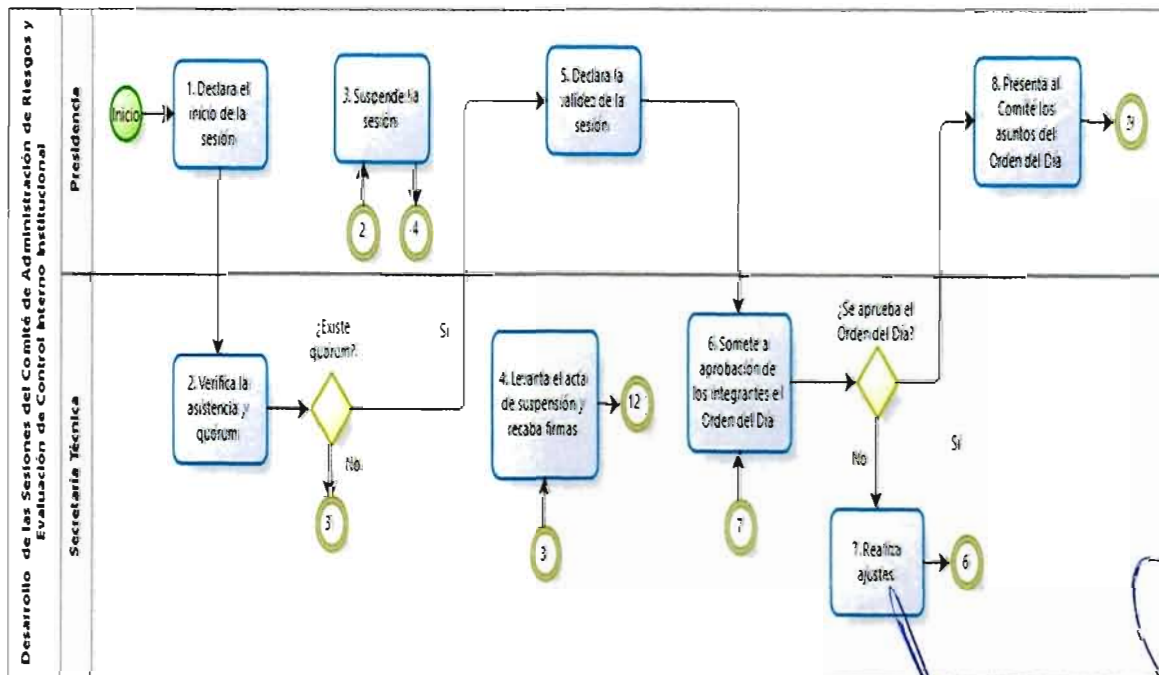 Desarrollo de las Sesiones del Comité de Administración de Riesgos y
Evaluación de Control Interno Institucional
Presidencia
Inicio
1. Declara el
inicio de la
sesión
3. Suspende la
sesión
2
4
5. Declara la
validez de la
sesión
8. Presenta al
Comité los
asuntos del
Orden del Día
9
Secretaría Técnica
2. Verifica la
asistencia y
quórum
¿Existe
quórum?
Si
No
3
4. Levanta el acta
de suspensión y
recaba firmas
12
3
6. Somete a
aprobación de
los integrantes el
Orden del Día
7
¿Se aprueba el
Orden del Día?
No
Si
7. Realiza
ajustes
6